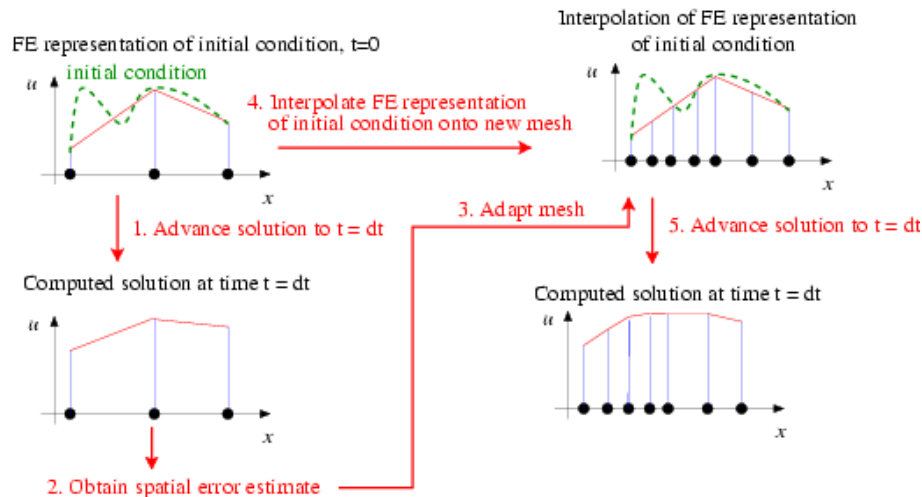 FE representation of initial condition, t=0
initial condition
u
x
4. Interpolate FE representation
of initial condition onto new mesh
Interpolation of FE representation
of initial condition
u
x
1. Advance solution to t = dt
3. Adapt mesh
5. Advance solution to t = dt
Computed solution at time t = dt
u
x
Computed solution at time t = dt
u
x
2. Obtain spatial error estimate